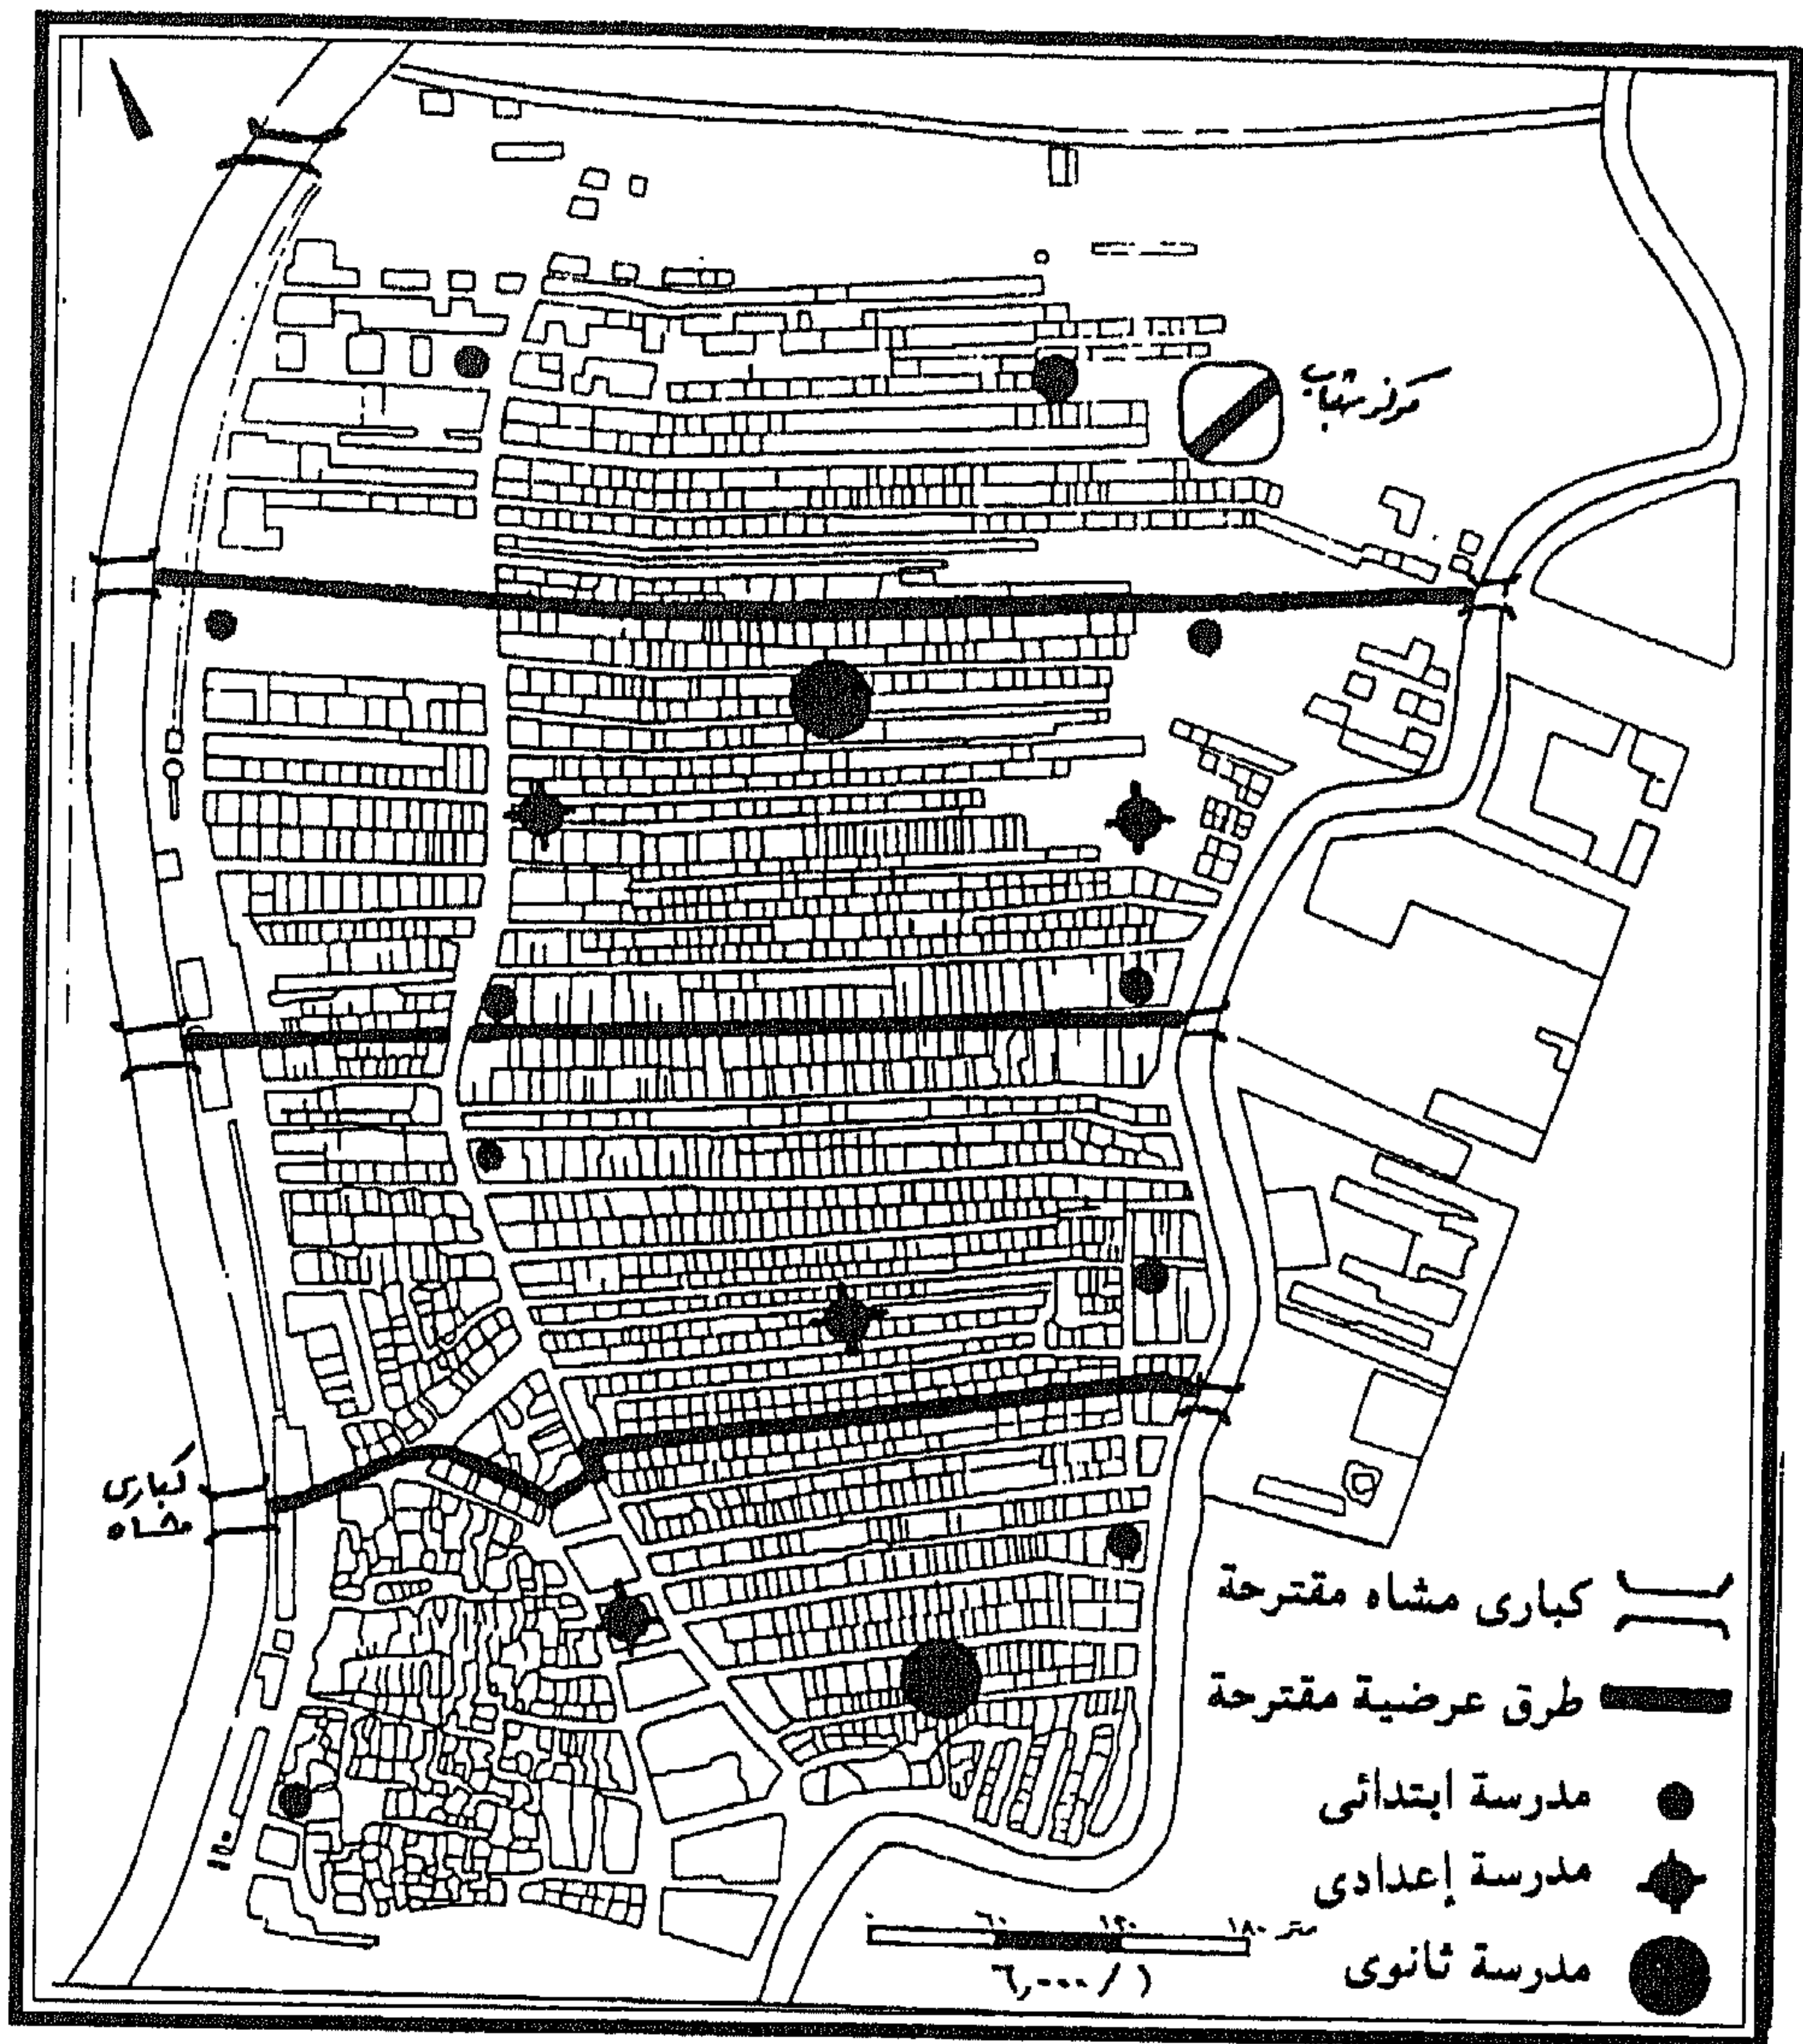 مركز شباب
كبارى
مشاه
كبارى مشاه مقترحة
طرق عرضية مقترحة
مدرسة ابتدائى
مدرسة إعدادى
مدرسة ثانوى
٠ ٦٠ ١٢٠ ١٨٠ متر
١ / ٦,٠٠٠